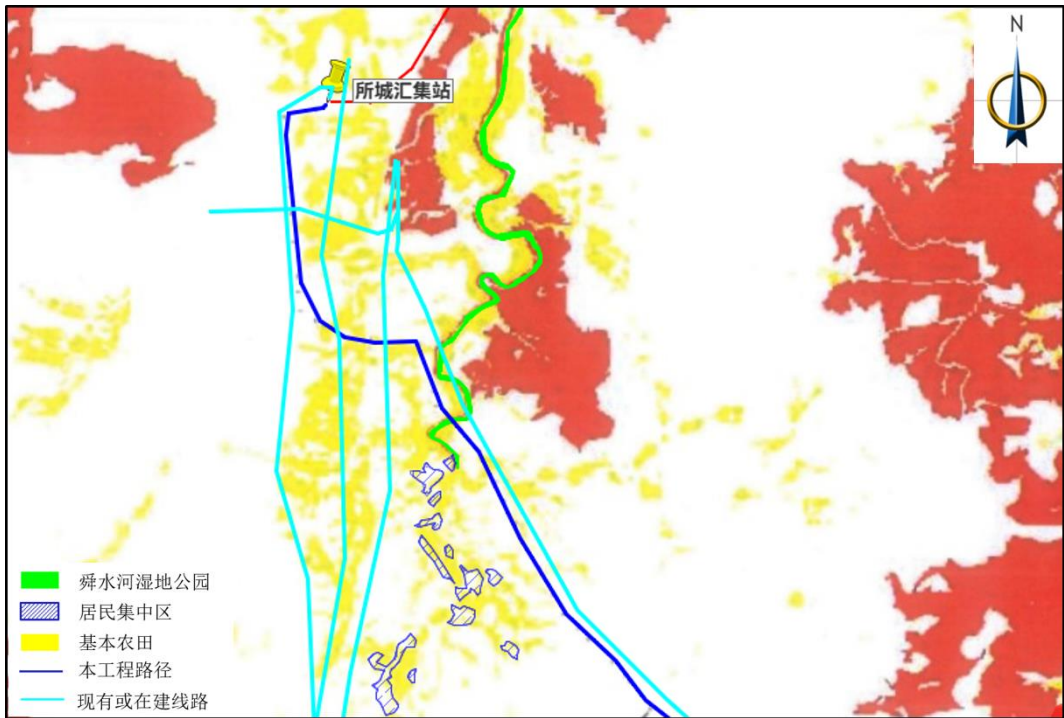 N
所城汇集站
舜水河湿地公园
居民集中区
基本农田
本工程路径
现有或在建线路